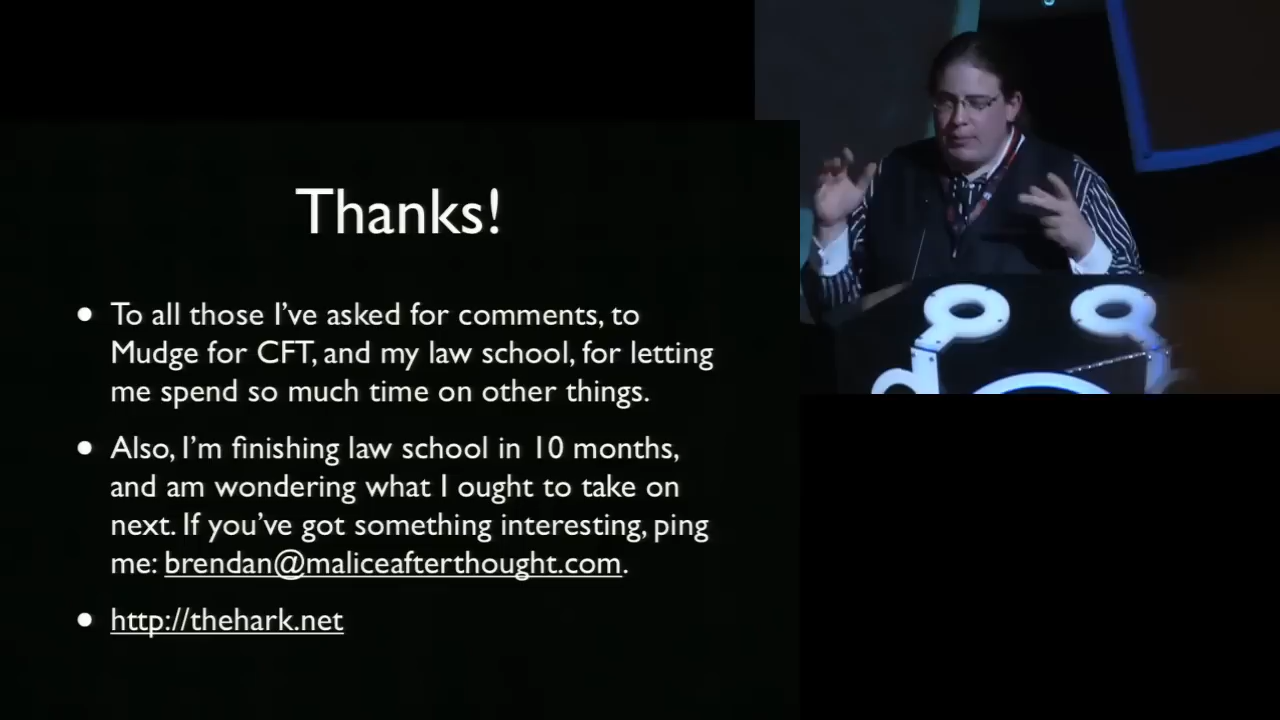 Thanks!
To all those I've asked for comments, to
Mudge for CFT, and my law school, for letting
me spend so much time on other things.
Also, I'm finishing law school in 10 months,
and am wondering what I ought to take on
next. If you've got something interesting, ping
me: brendan@maliceafterthought.com.
http://thehark.net